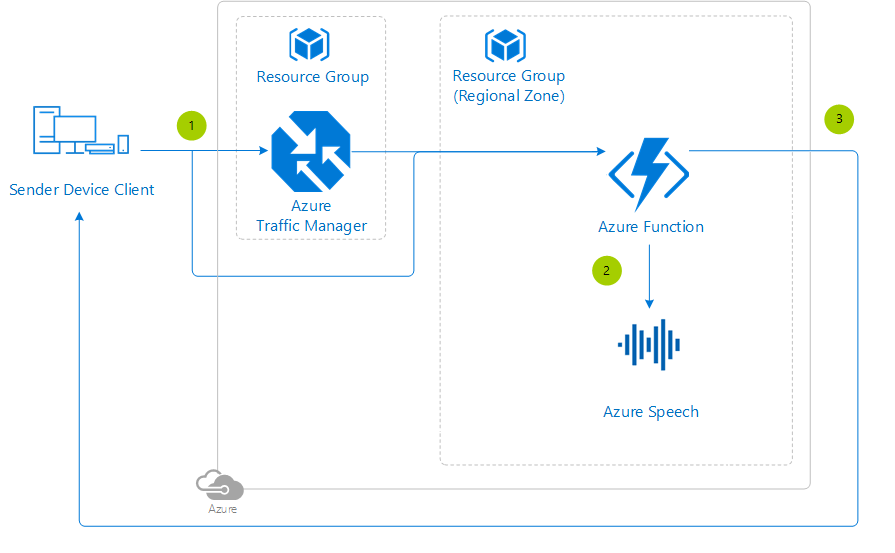 Resource Group
Resource Group
(Regional Zone)
1
3
Sender Device Client
Azure
Traffic Manager
Azure Function
2
Azure Speech
Azure